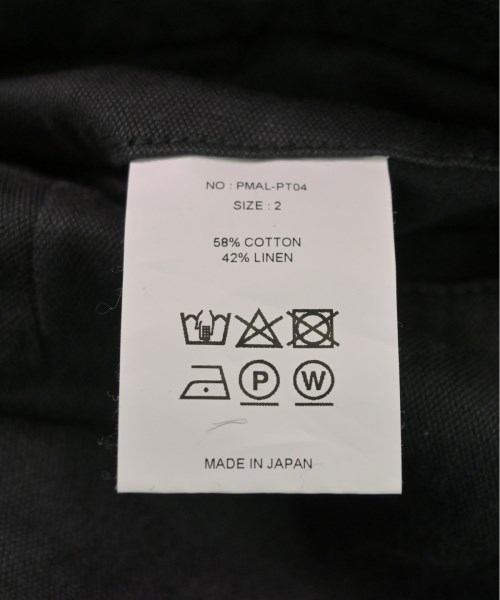 NO : PMAL-PT04
SIZE : 2
58% COTTON
42% LINEN
P W
MADE IN JAPAN